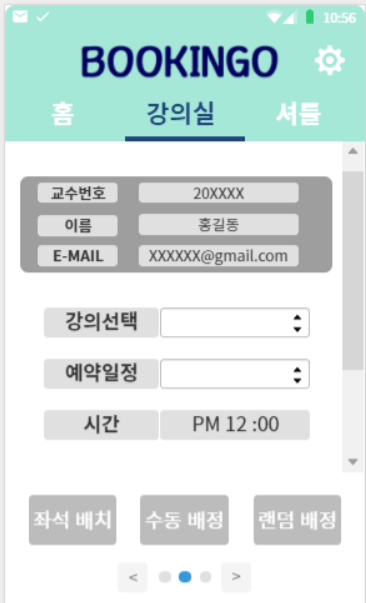 10:56
BOOKINGO
홈 강의실 셔틀
교수번호 20XXXX
이름 홍길동
E-MAIL XXXXXX@gmail.com
강의선택
예약일정
시간 PM 12 :00
좌석 배치 수동 배정 랜덤 배정
< >